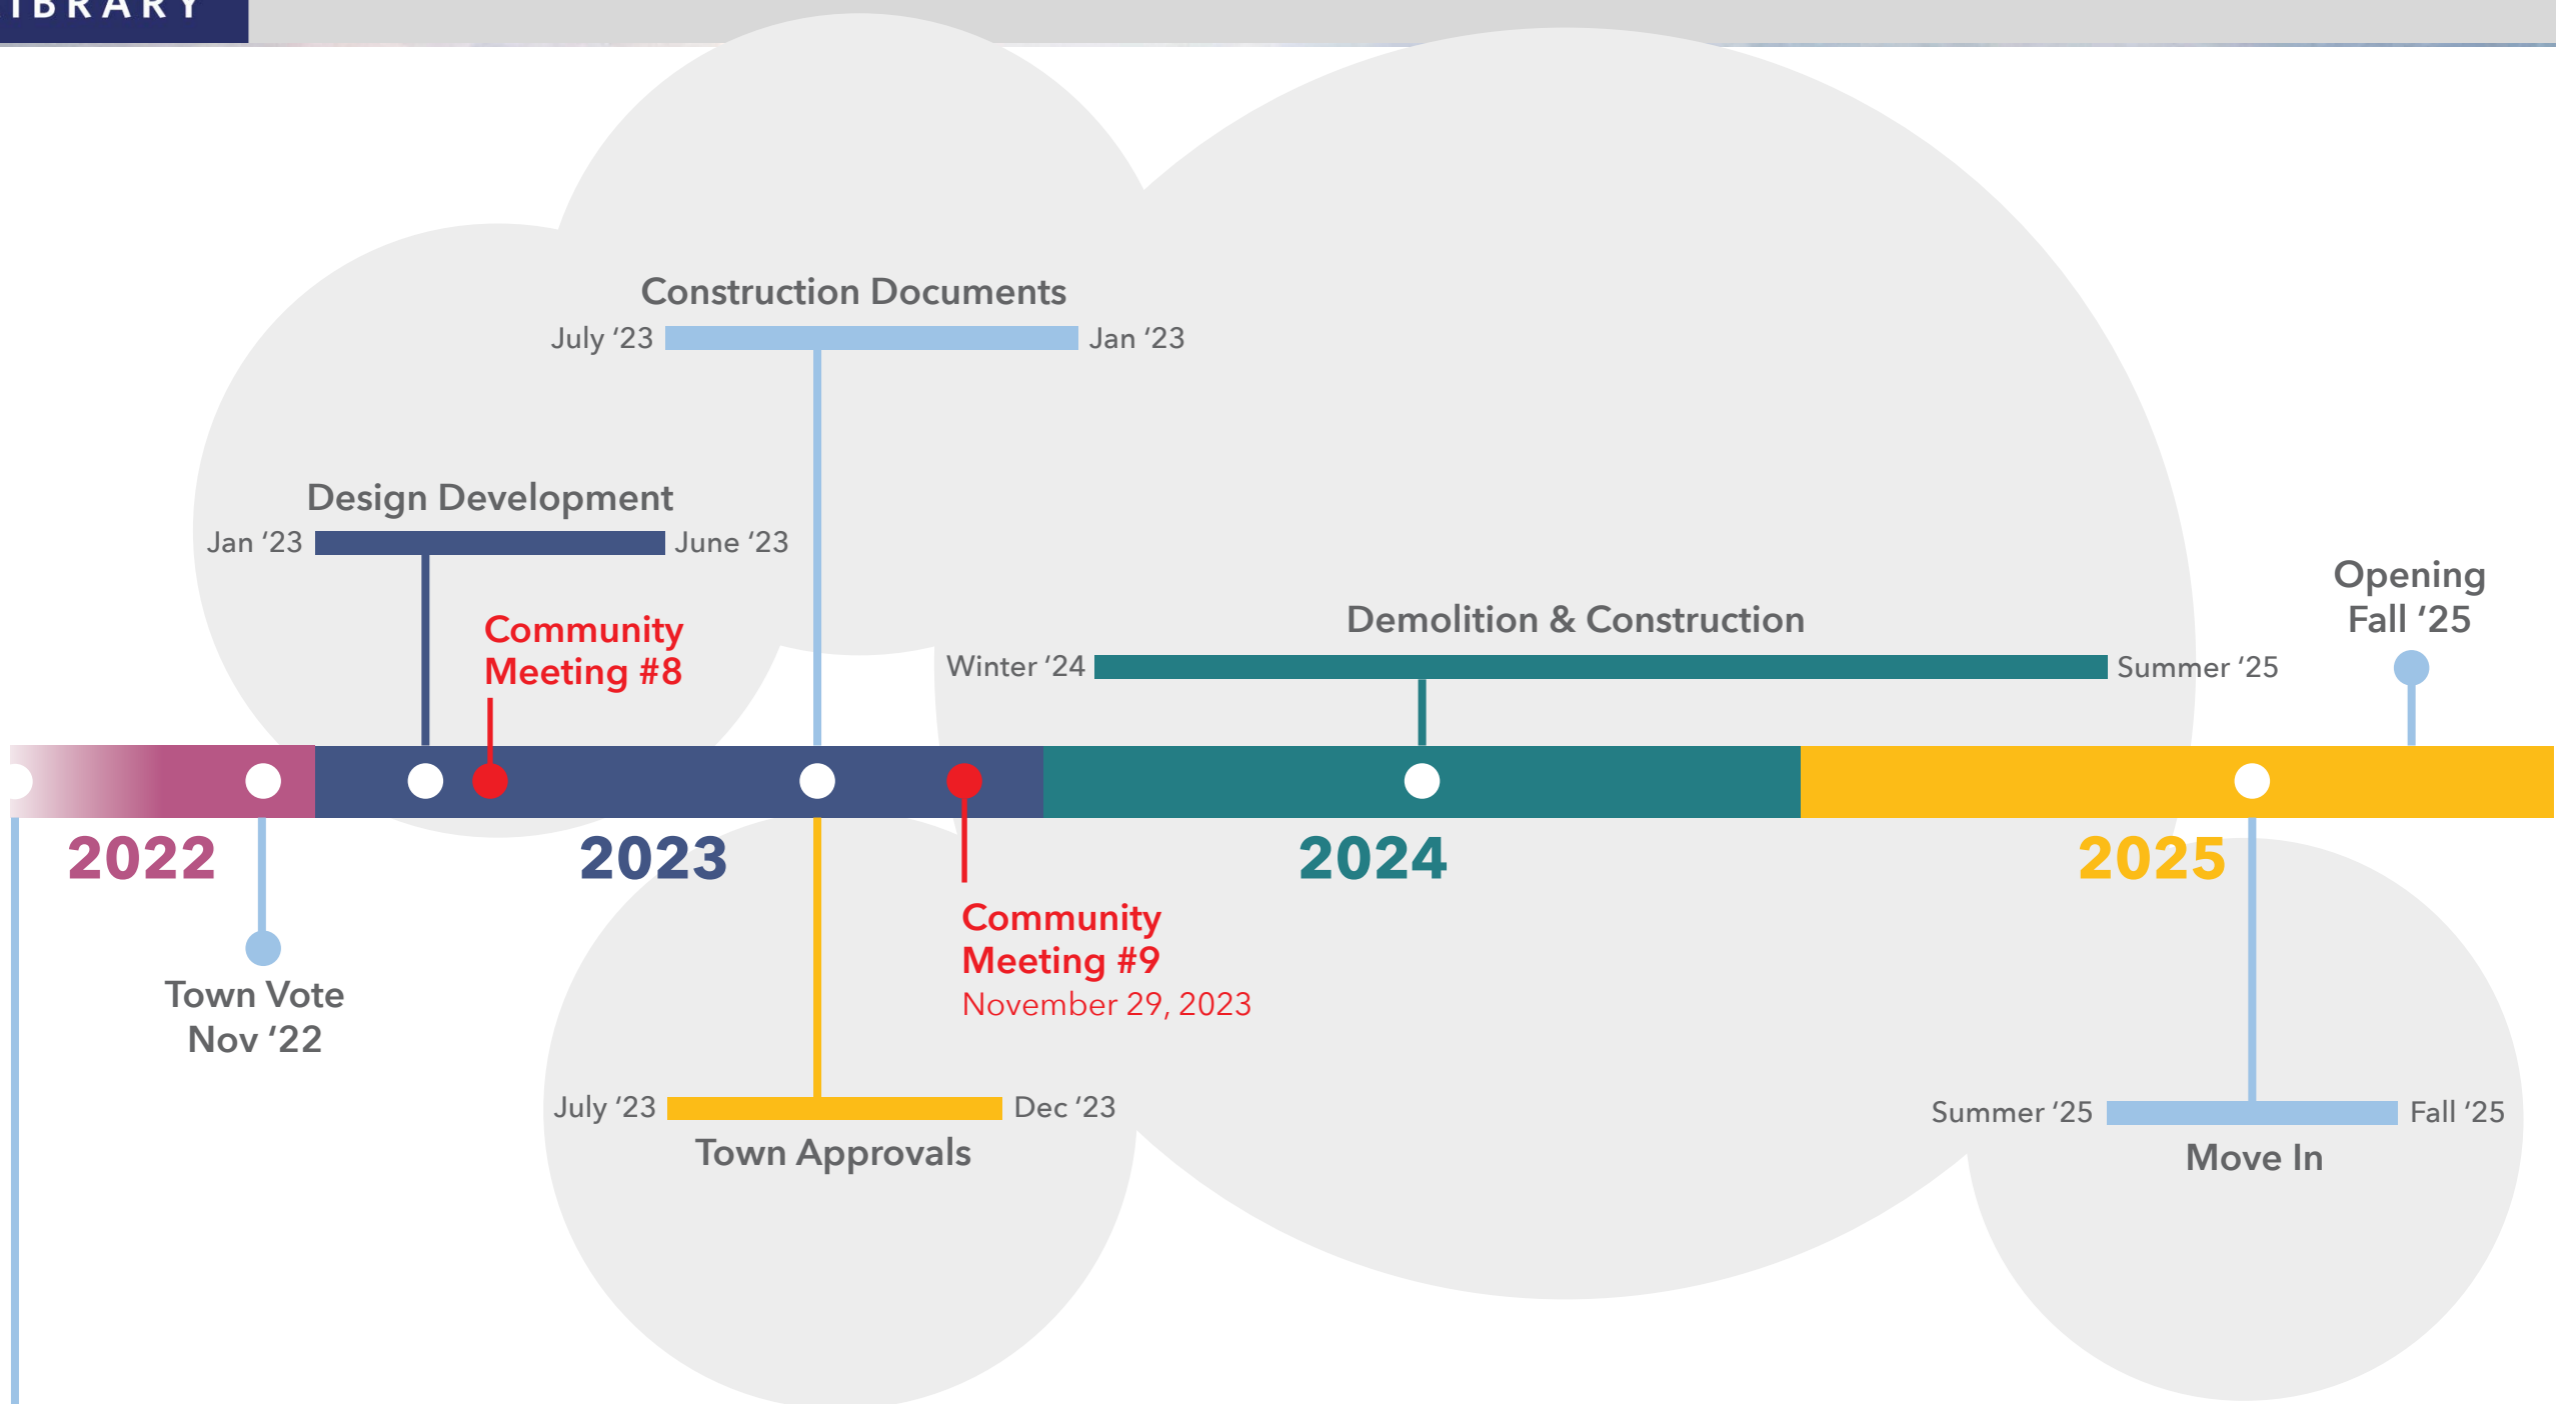 IBRARY
Construction Documents
July ‘23
Jan ‘23
Design Development
Jan ‘23
June ‘23
Community
Meeting #8
Demolition & Construction
Winter ‘24
Summer ‘25
Opening
Fall ‘25
2022
2023
2024
2025
Town Vote
Nov ‘22
Community
Meeting #9
November 29, 2023
July ‘23
Dec ‘23
Town Approvals
Summer ‘25
Fall ‘25
Move In